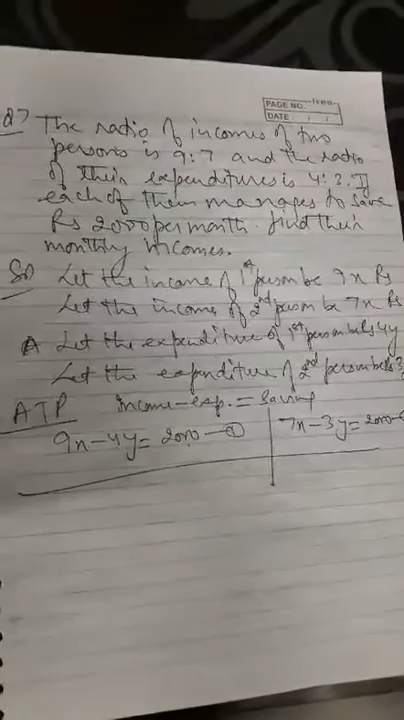 PAGE NO.
DATE / /
Q7 The ratio of incomes of two
persons is 9:7 and the ratio
of their expenditures is 4:3. If
each of them manages to save
Rs 2000 per month. find their
monthly incomes.
Sol Let the income of 1st person be 9x Rs
Let the income of 2nd person be 7x Rs
A Let the expenditure of 1st person be Rs 4y
Let the expenditure of 2nd person be Rs 3
ATP income - exp. = Saving
9x - 4y = 2000 - ①
7x - 3y = 2000 -